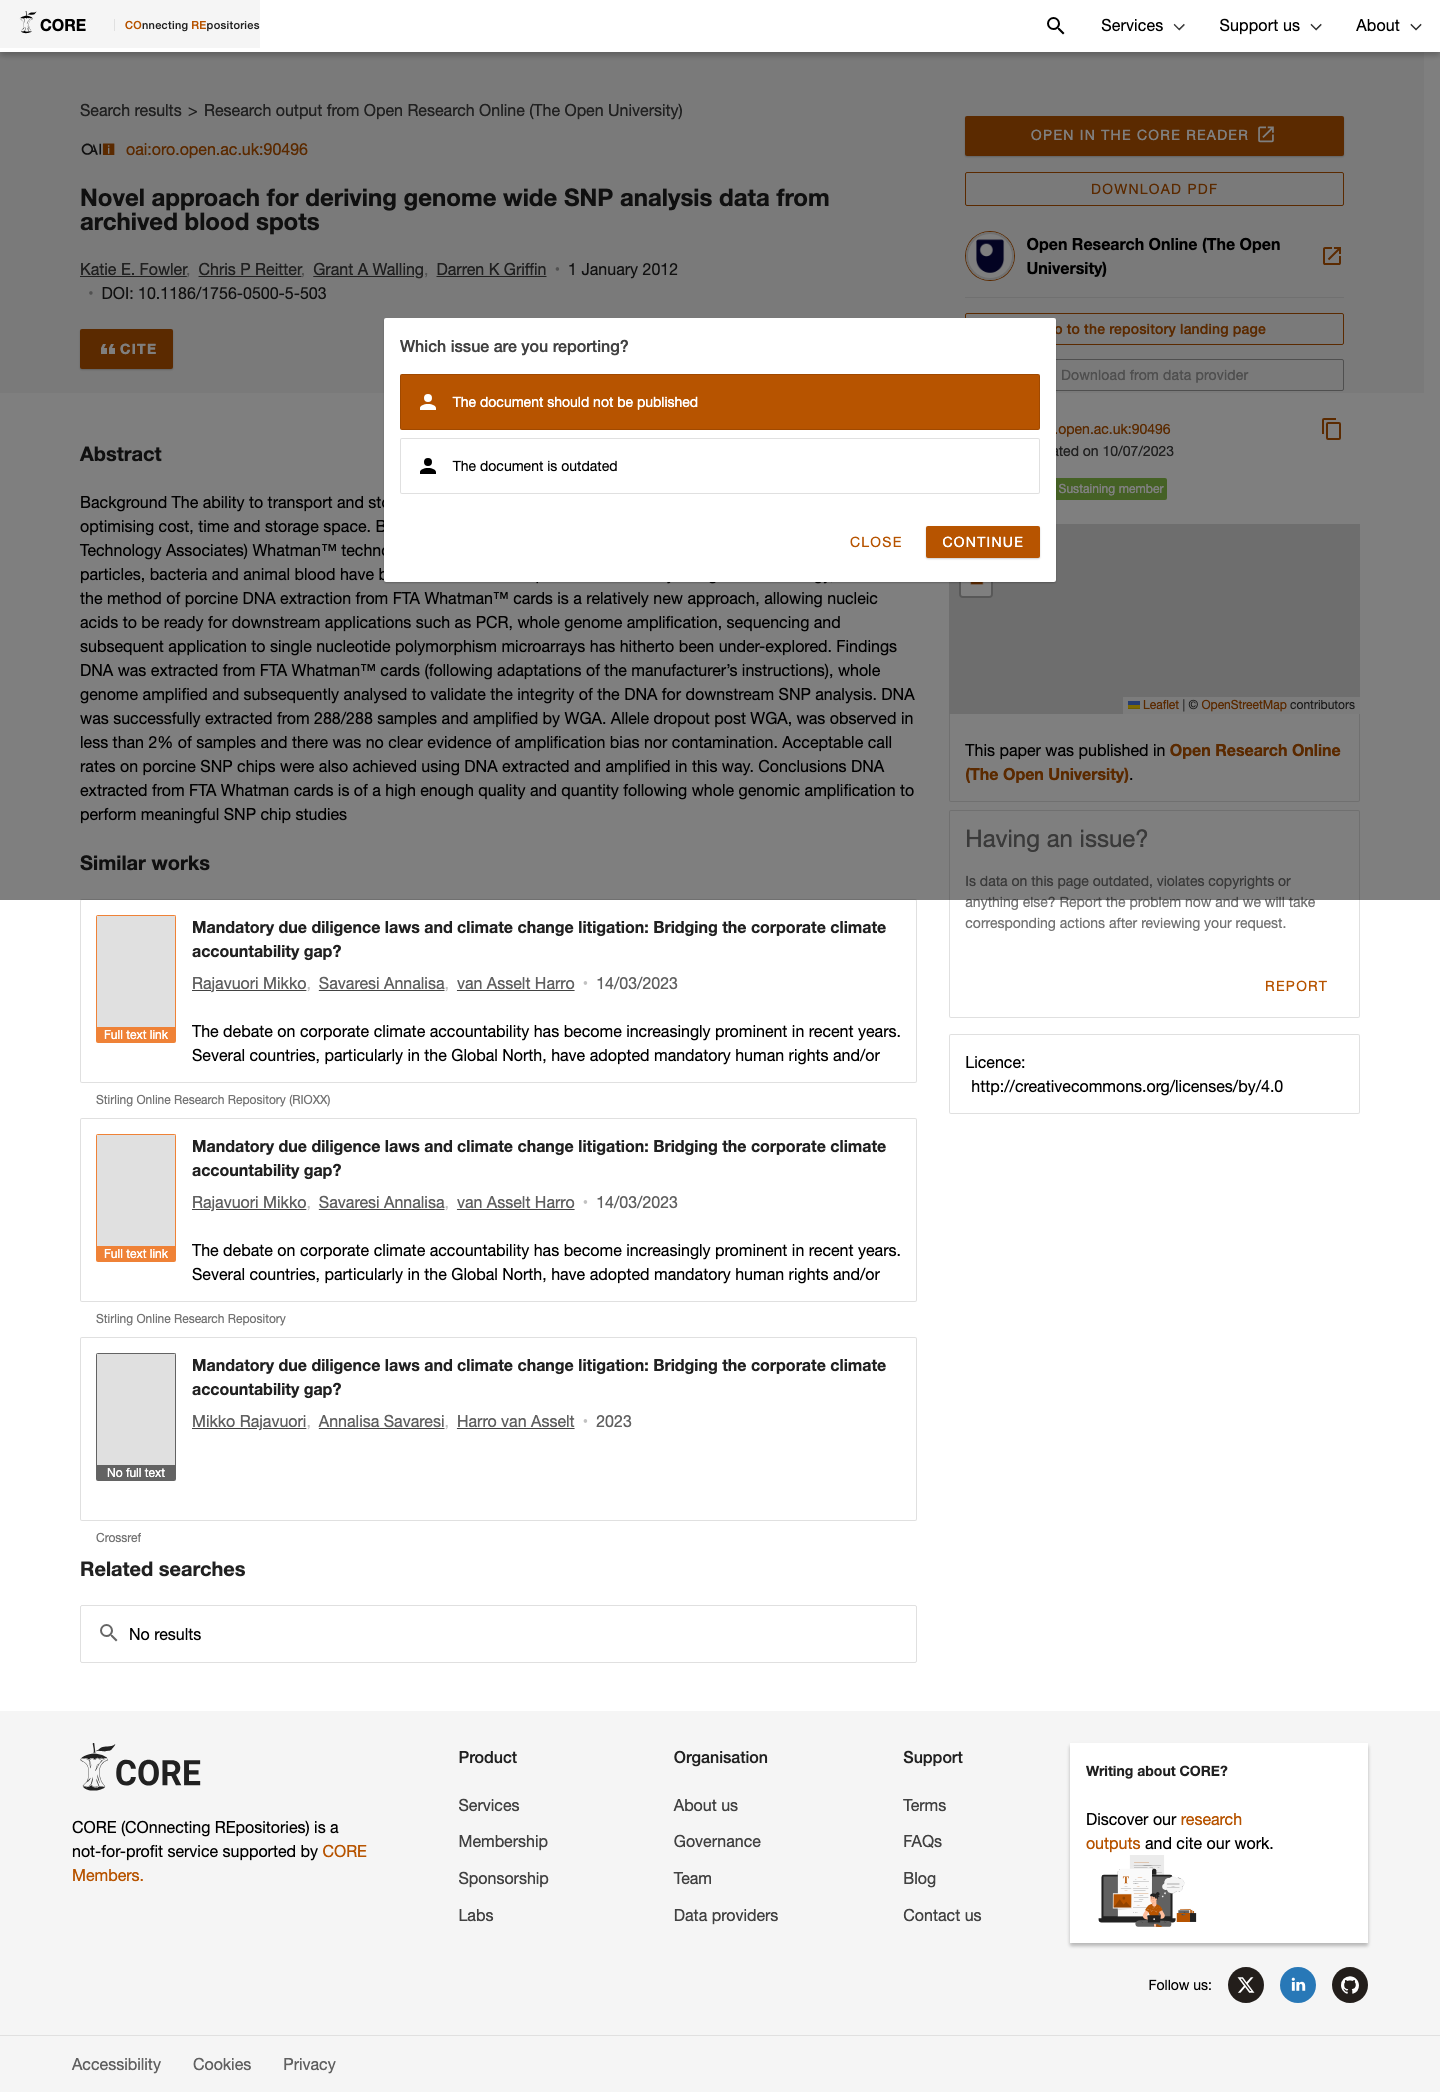 CORE
COnnecting REpositories
Services
Support us
About
Search results > Research output from Open Research Online (The Open University)
OAI
oai:oro.open.ac.uk:90496
Novel approach for deriving genome wide SNP analysis data from
archived blood spots
Katie E. Fowler, Chris P Reitter, Grant A Walling, Darren K Griffin • 1 January 2012
• DOI: 10.1186/1756-0500-5-503
CITE
OPEN IN THE CORE READER
DOWNLOAD PDF
Open Research Online (The Open
University)
to the repository landing page
Download from data provider
.open.ac.uk:90496
on 10/07/2023
Sustaining member
Which issue are you reporting?
The document should not be published
The document is outdated
CLOSE
CONTINUE
Abstract
Background The ability to transport and
optimising cost, time and storage space.
Technology Associates) Whatman™
particles, bacteria and animal blood have
the method of porcine DNA extraction from FTA Whatman™ cards is a relatively new approach, allowing nucleic
acids to be ready for downstream applications such as PCR, whole genome amplification, sequencing and
subsequent application to single nucleotide polymorphism microarrays has hitherto been under-explored. Findings
DNA was extracted from FTA Whatman™ cards (following adaptations of the manufacturer's instructions), whole
genome amplified and subsequently analysed to validate the integrity of the DNA for downstream SNP analysis. DNA
was successfully extracted from 288/288 samples and amplified by WGA. Allele dropout post WGA, was observed in
less than 2% of samples and there was no clear evidence of amplification bias nor contamination. Acceptable call
rates on porcine SNP chips were also achieved using DNA extracted and amplified in this way. Conclusions DNA
extracted from FTA Whatman cards is of a high enough quality and quantity following whole genomic amplification to
perform meaningful SNP chip studies
Leaflet | © OpenStreetMap contributors
This paper was published in Open Research Online
(The Open University).
Having an issue?
Is data on this page outdated, violates copyrights or
anything else? Report the problem now and we will take
corresponding actions after reviewing your request.
REPORT
Licence:
http://creativecommons.org/licenses/by/4.0
Similar works
Mandatory due diligence laws and climate change litigation: Bridging the corporate climate
accountability gap?
Rajavuori Mikko, Savaresi Annalisa, van Asselt Harro • 14/03/2023
Full text link
The debate on corporate climate accountability has become increasingly prominent in recent years.
Several countries, particularly in the Global North, have adopted mandatory human rights and/or
Stirling Online Research Repository (RIOXX)
Mandatory due diligence laws and climate change litigation: Bridging the corporate climate
accountability gap?
Rajavuori Mikko, Savaresi Annalisa, van Asselt Harro • 14/03/2023
Full text link
The debate on corporate climate accountability has become increasingly prominent in recent years.
Several countries, particularly in the Global North, have adopted mandatory human rights and/or
Stirling Online Research Repository
Mandatory due diligence laws and climate change litigation: Bridging the corporate climate
accountability gap?
Mikko Rajavuori, Annalisa Savaresi, Harro van Asselt • 2023
No full text
Crossref
Related searches
No results
CORE
CORE (COnnecting REpositories) is a
not-for-profit service supported by CORE
Members.
Product
Services
Membership
Sponsorship
Labs
Organisation
About us
Governance
Team
Data providers
Support
Terms
FAQs
Blog
Contact us
Writing about CORE?
Discover our research
outputs and cite our work.
T
Follow us:
Accessibility
Cookies
Privacy